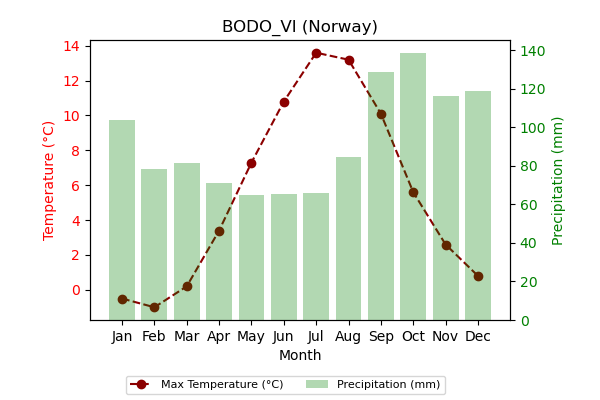 BODO_VI (Norway)
14
12
10
8
6
4
2
0
Temperature (°C)
140
120
100
80
60
40
20
0
Precipitation (mm)
Jan Feb Mar Apr May Jun Jul Aug Sep Oct Nov Dec
Month
Max Temperature (°C) Precipitation (mm)